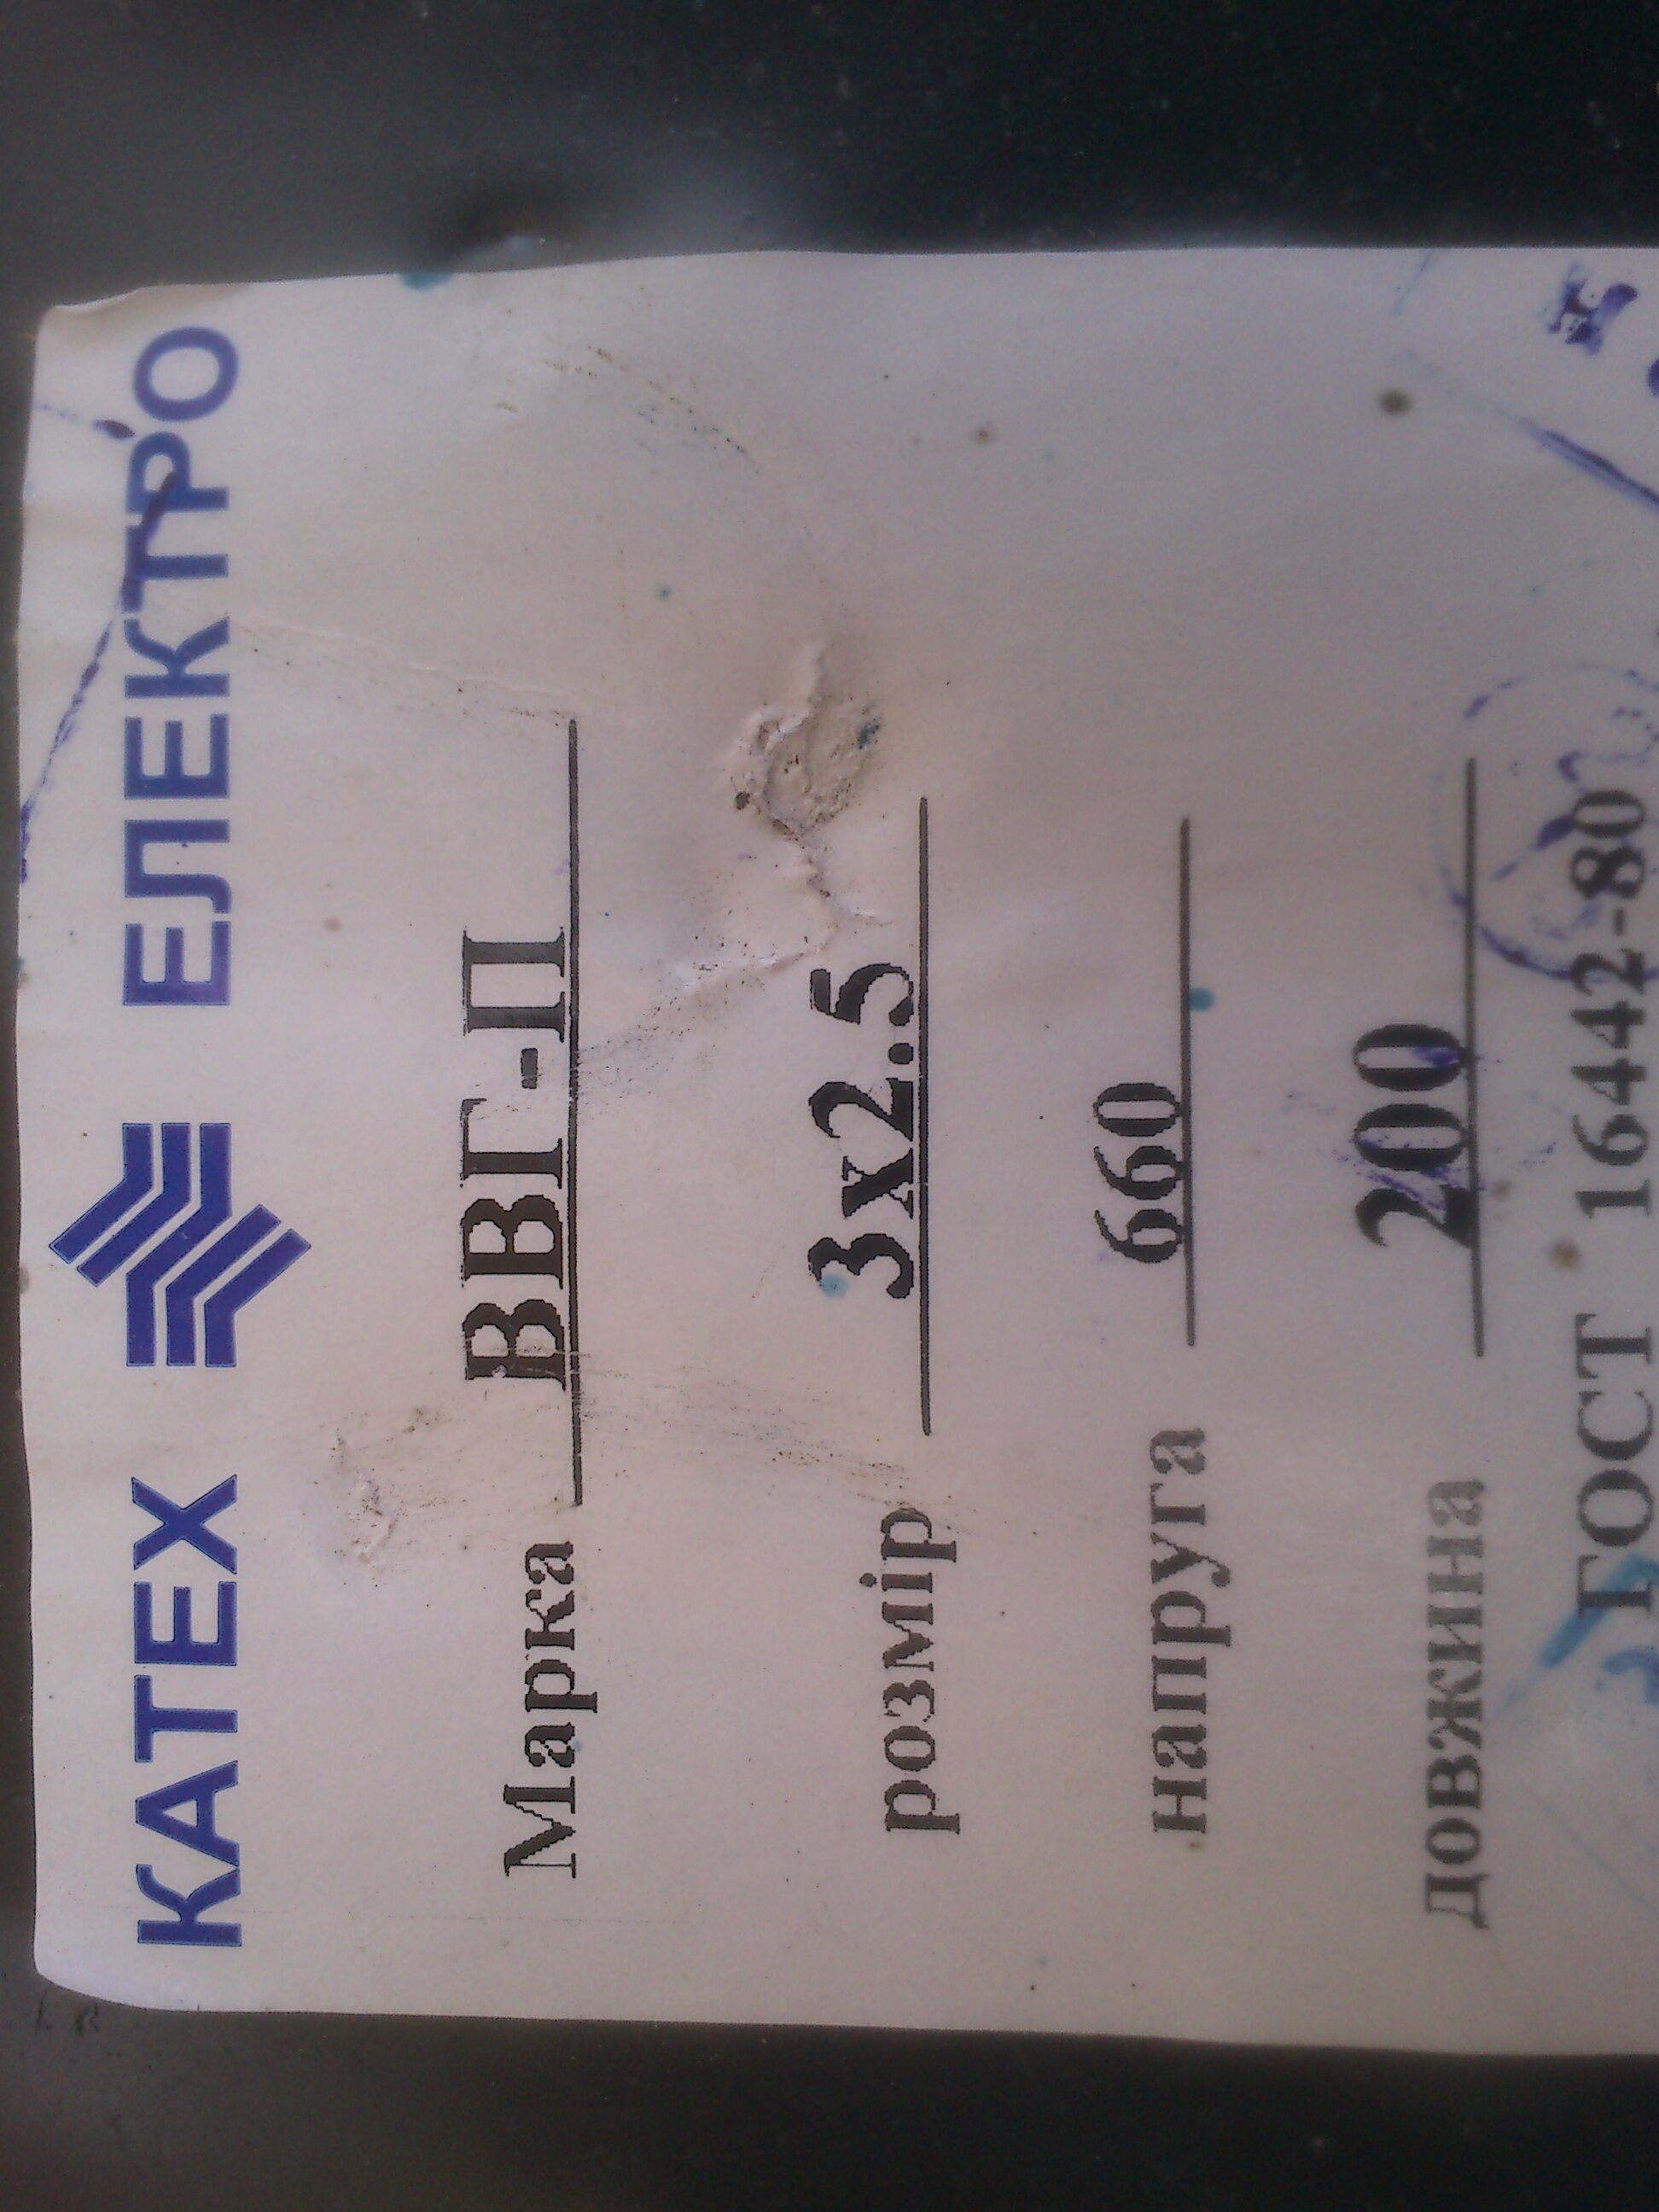 КАТЕХ ЕЛЕКТРО
Марка ВВГ-П
розмір 3х2.5
напруга 660
довжина 200
ГОСТ 16442-80